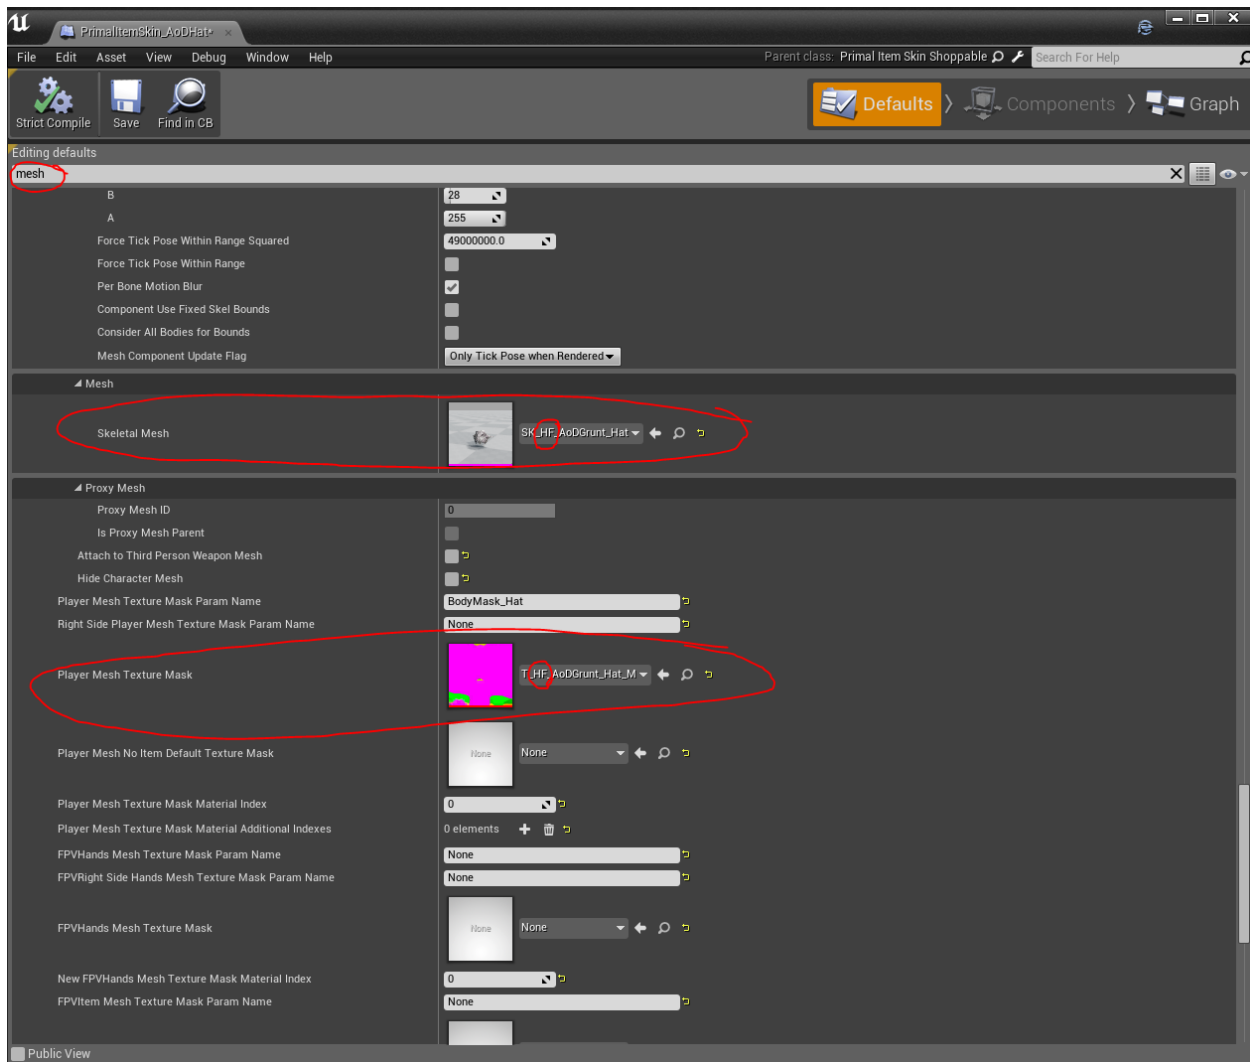 PrimalItemSkin_AoDHat*
File Edit Asset View Debug Window Help
Parent class: Primal Item Skin Shoppable
Search For Help
Strict Compile
Save
Find in CB
Defaults
Components
Graph
Editing defaults
mesh
B 28
A 255
Force Tick Pose Within Range Squared 49000000.0
Force Tick Pose Within Range
Per Bone Motion Blur
Component Use Fixed Skel Bounds
Consider All Bodies for Bounds
Mesh Component Update Flag Only Tick Pose when Rendered
Mesh
Skeletal Mesh SK_HF_AoDGrunt_Hat
Proxy Mesh
Proxy Mesh ID 0
Is Proxy Mesh Parent
Attach to Third Person Weapon Mesh
Hide Character Mesh
Player Mesh Texture Mask Param Name BodyMask_Hat
Right Side Player Mesh Texture Mask Param Name None
Player Mesh Texture Mask T_HF_AoDGrunt_Hat_M
Player Mesh No Item Default Texture Mask None None
Player Mesh Texture Mask Material Index 0
Player Mesh Texture Mask Material Additional Indexes 0 elements
FPVHands Mesh Texture Mask Param Name None
FPVRight Side Hands Mesh Texture Mask Param Name None
FPVHands Mesh Texture Mask None None
New FPVHands Mesh Texture Mask Material Index 0
FPVItem Mesh Texture Mask Param Name None
Public View